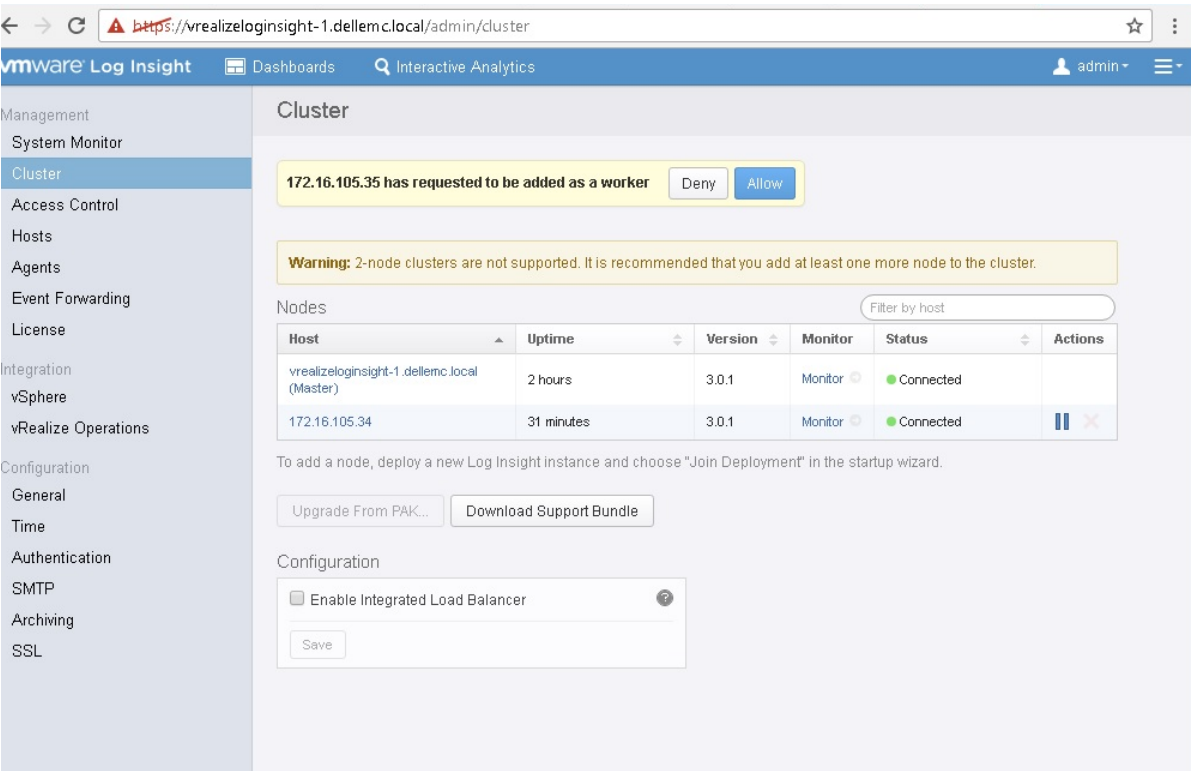 https://vrealizeloginsight-1.dellemc.local/admin/cluster
vmware Log Insight Dashboards Interactive Analytics admin
Management
System Monitor
Cluster
Access Control
Hosts
Agents
Event Forwarding
License
Integration
vSphere
vRealize Operations
Configuration
General
Time
Authentication
SMTP
Archiving
SSL
Cluster
172.16.105.35 has requested to be added as a worker Deny Allow
Warning: 2-node clusters are not supported. It is recommended that you add at least one more node to the cluster.
Nodes Filter by host
Host Uptime Version Monitor Status Actions
vrealizeloginsight-1.dellemc.local
(Master) 2 hours 3.0.1 Monitor Connected
172.16.105.34 31 minutes 3.0.1 Monitor Connected
To add a node, deploy a new Log Insight instance and choose "Join Deployment" in the startup wizard.
Upgrade From PAK... Download Support Bundle
Configuration
Enable Integrated Load Balancer ?
Save